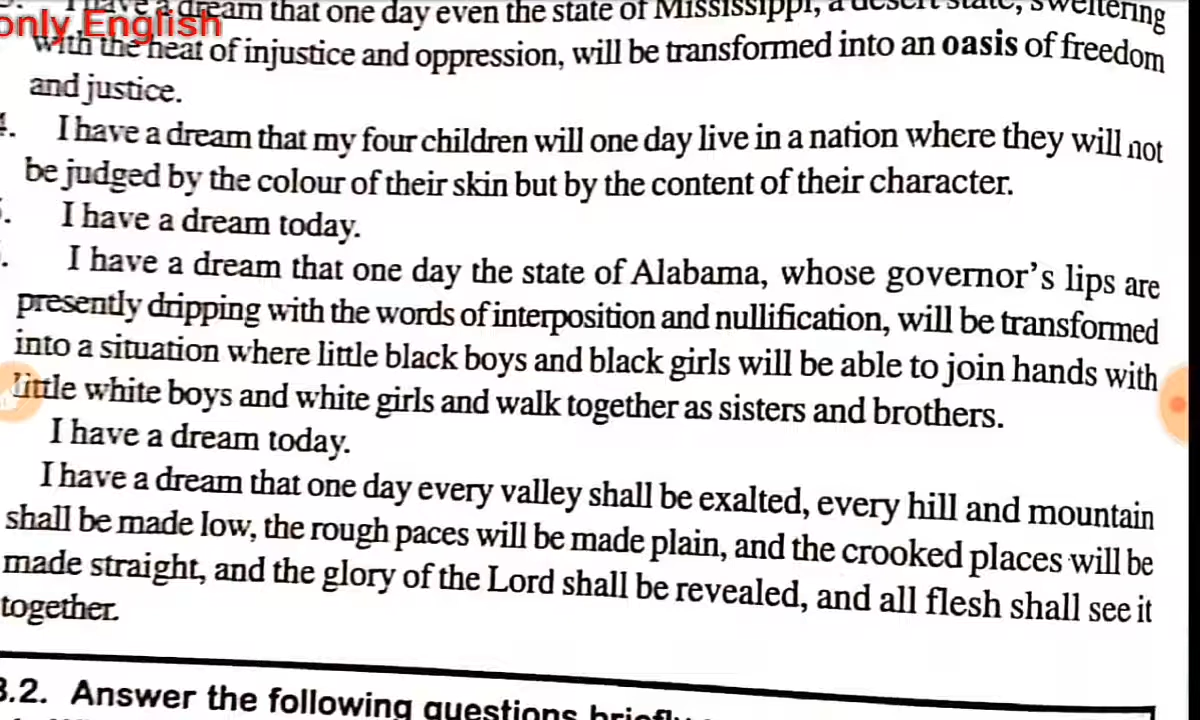 I have a dream that one day even the state of Mississippi, a desert state, sweltering
only English
with the heat of injustice and oppression, will be transformed into an oasis of freedom
and justice.
4. I have a dream that my four children will one day live in a nation where they will not
be judged by the colour of their skin but by the content of their character.
I have a dream today.
I have a dream that one day the state of Alabama, whose governor's lips are
presently dripping with the words of interposition and nullification, will be transformed
into a situation where little black boys and black girls will be able to join hands with
little white boys and white girls and walk together as sisters and brothers.
I have a dream today.
I have a dream that one day every valley shall be exalted, every hill and mountain
shall be made low, the rough paces will be made plain, and the crooked places will be
made straight, and the glory of the Lord shall be revealed, and all flesh shall see it
together.
3.2. Answer the following questions briefly